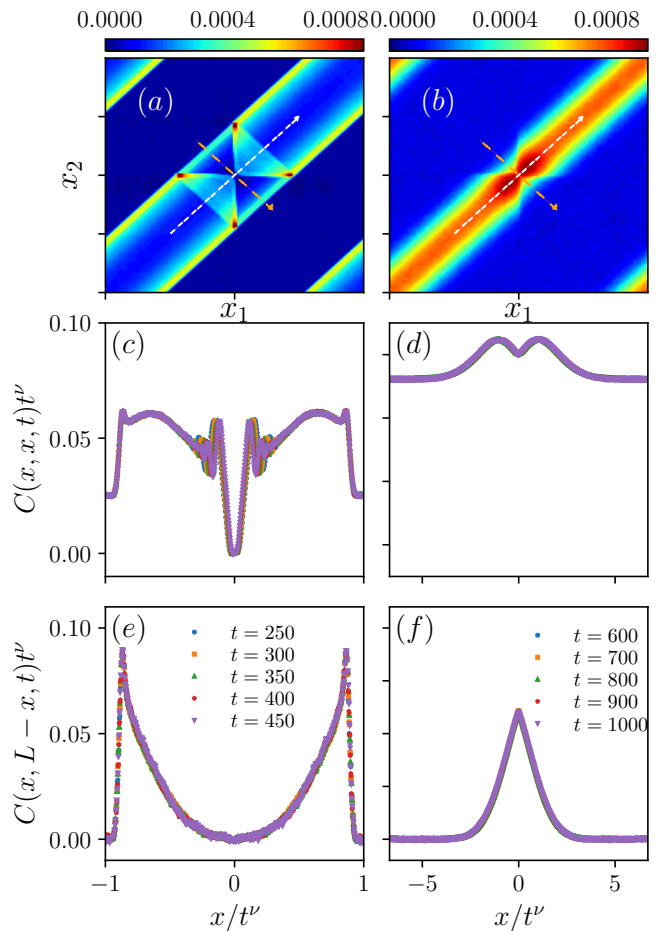 0.0000 0.0004 0.0008 0.0000 0.0004 0.0008
(a) (b)
x₂
x₁ x₁
0.10 (c) (d)
C(x, x, t)t^ν
0.05
0.00
0.10 (e) (f)
t = 250 t = 600
t = 300 t = 700
t = 350 t = 800
t = 400 t = 900
t = 450 t = 1000
C(x, L − x, t)t^ν
0.05
0.00
−1 0 1 −5 0 5
x/t^ν x/t^ν